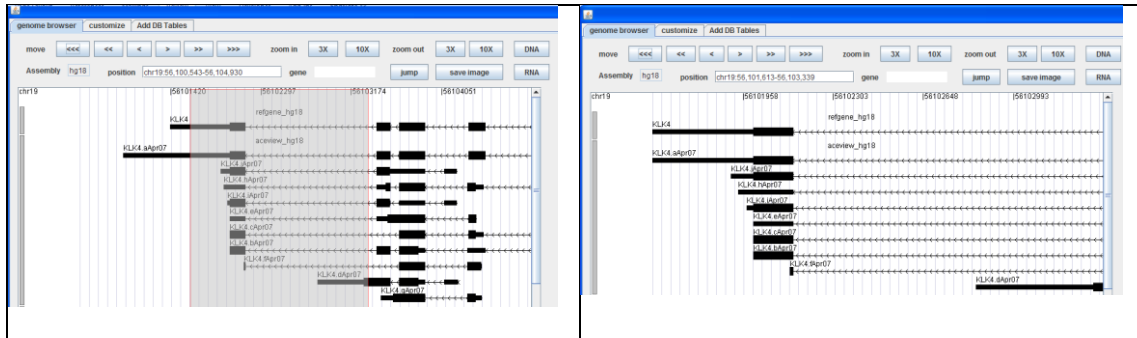 genome browser customize Add DB Tables
move <<< << < > >> >>> zoom in 3X 10X zoom out 3X 10X DNA
Assembly hg18 position chr19:56,100,543-56,104,930 gene jump save image RNA
chr19 |56101420 |56102297 |56103174 |56104051
refgene_hg18
KLK4
aceview_hg18
KLK4.aApr07
KLK4.jApr07
KLK4.hApr07
KLK4.iApr07
KLK4.eApr07
KLK4.cApr07
KLK4.bApr07
KLK4.fApr07
KLK4.dApr07
KLK4.gApr07
genome browser customize Add DB Tables
move <<< << < > >> >>> zoom in 3X 10X zoom out 3X 10X DNA
Assembly hg18 position chr19:56,101,613-56,103,339 gene jump save image RNA
chr19 |56101958 |56102303 |56102648 |56102993
refgene_hg18
KLK4
aceview_hg18
KLK4.aApr07
KLK4.jApr07
KLK4.hApr07
KLK4.iApr07
KLK4.eApr07
KLK4.cApr07
KLK4.bApr07
KLK4.fApr07
KLK4.dApr07